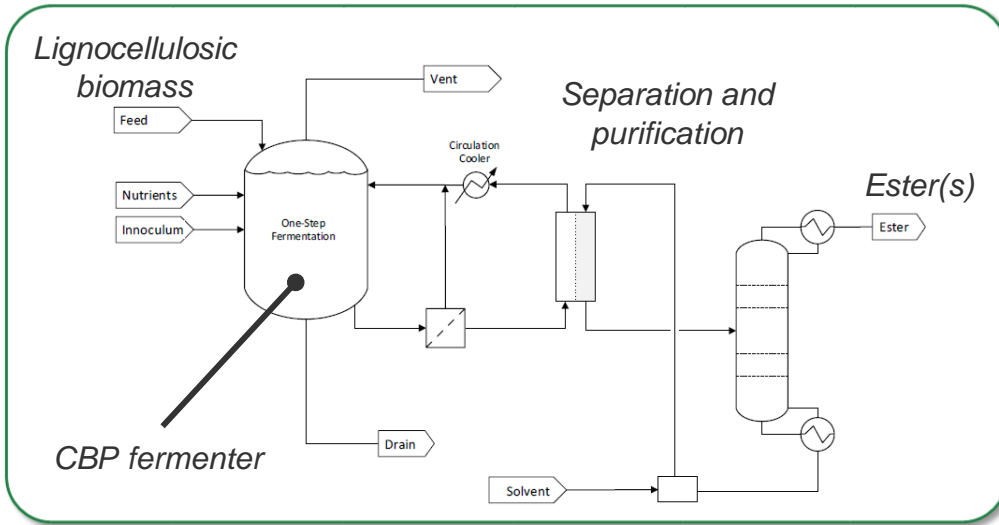 Lignocellulosic
biomass
Feed
Nutrients
Innoculum
Vent
One-Step
Fermentation
Circulation
Cooler
Separation and
purification
Ester(s)
Ester
CBP fermenter
Drain
Solvent